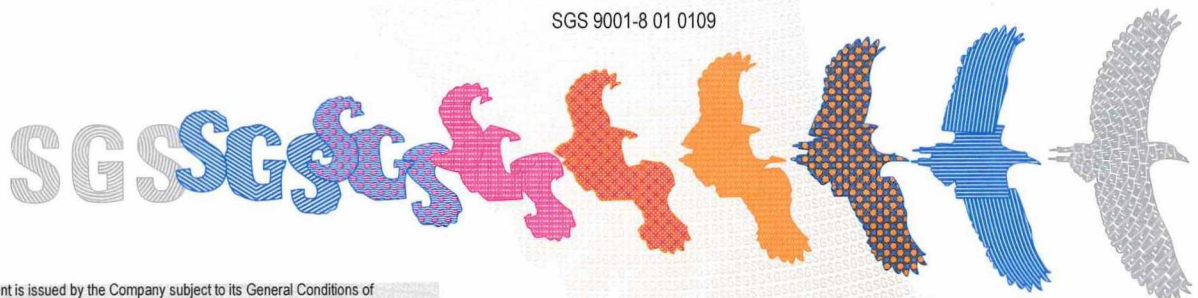 SGS 9001-8 01 0109
SGS SGS SGS S
nt is issued by the Company subject to its General Conditions of